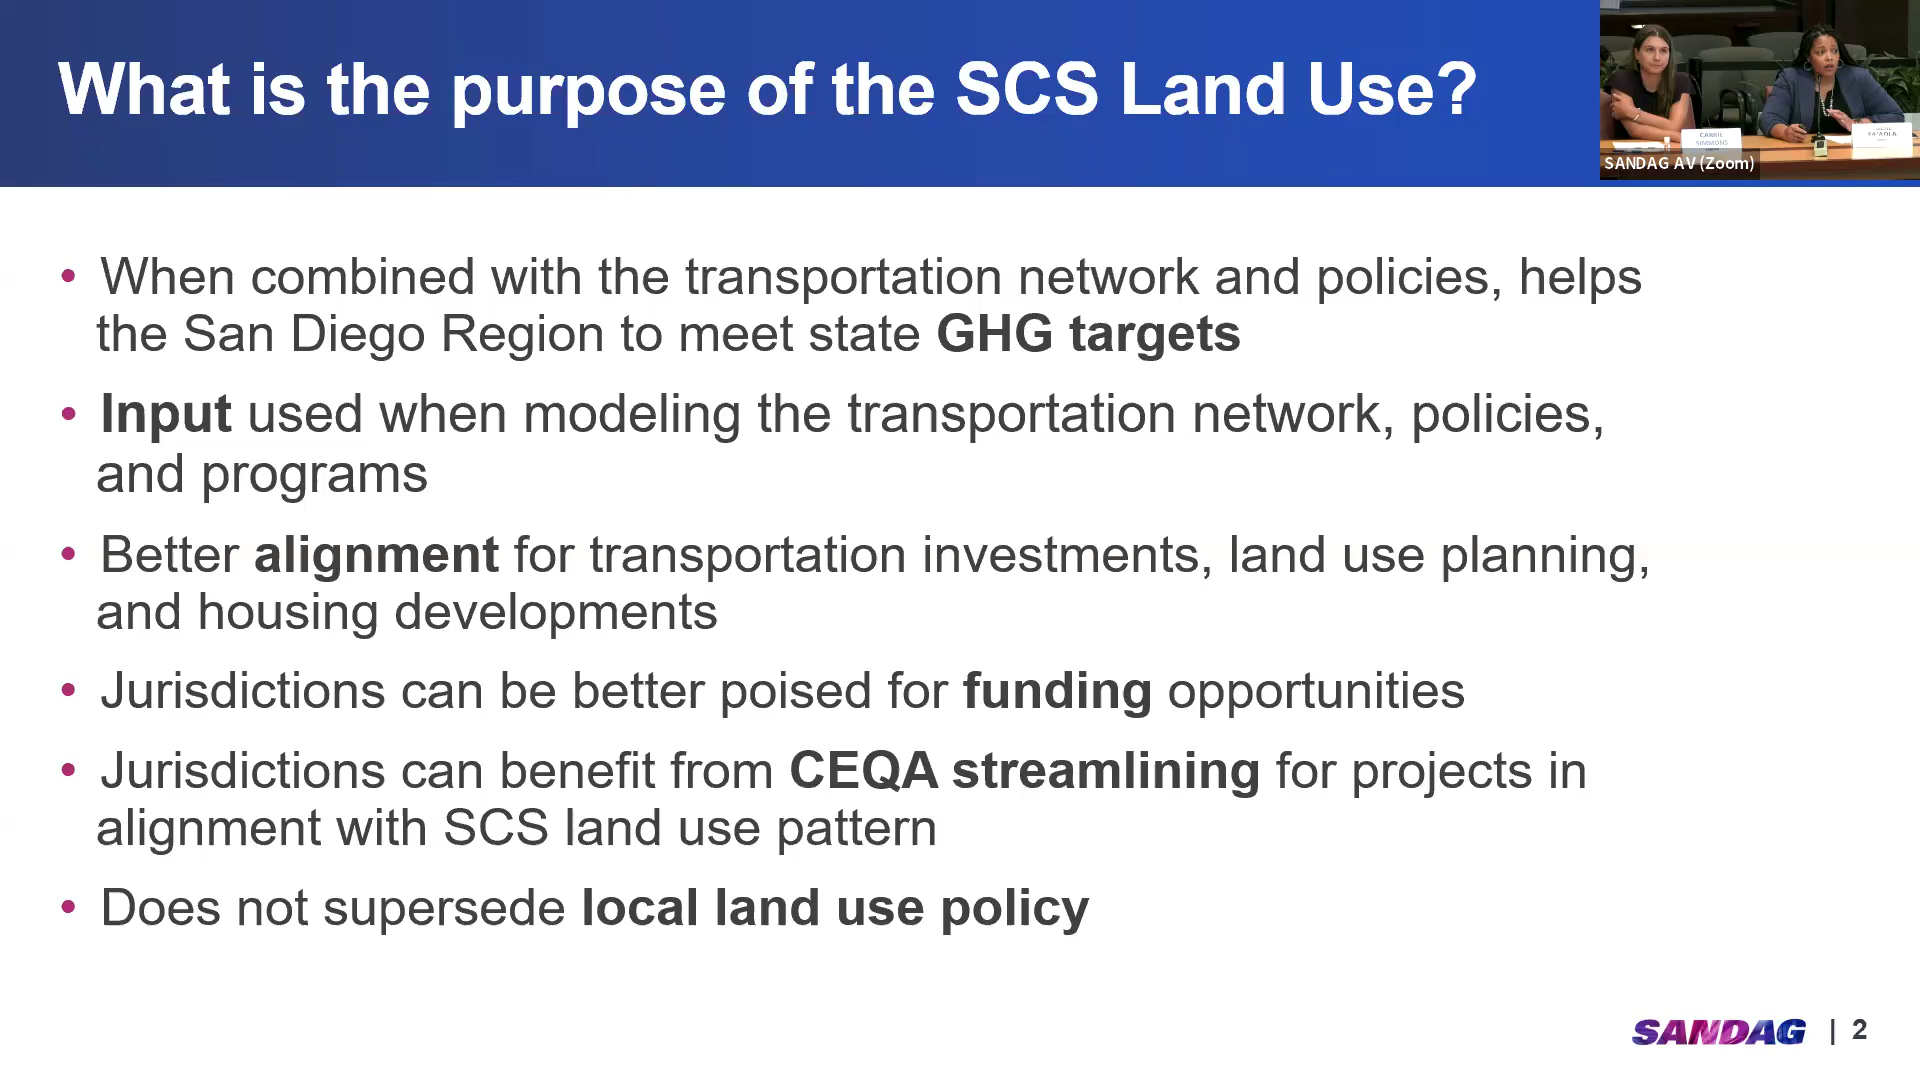 What is the purpose of the SCS Land Use?
CARRIE
SIMMONS
SANDAG AV (Zoom)
• When combined with the transportation network and policies, helps
the San Diego Region to meet state GHG targets
• Input used when modeling the transportation network, policies,
and programs
• Better alignment for transportation investments, land use planning,
and housing developments
• Jurisdictions can be better poised for funding opportunities
• Jurisdictions can benefit from CEQA streamlining for projects in
alignment with SCS land use pattern
• Does not supersede local land use policy
SANDAG | 2